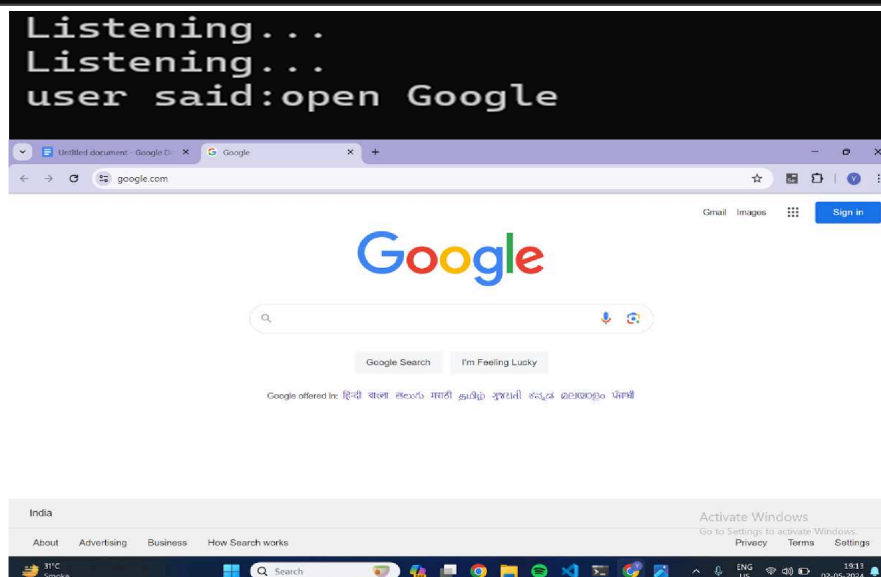 Listening...
Listening...
user said:open Google
Untitled document - Google D
Google
google.com
Gmail Images
Sign in
Google
Google Search I'm Feeling Lucky
Google offered in: हिन्दी বাংলা తెలుగు मराठी தமிழ் ગુજરાતી ಕನ್ನಡ മലയാളം ਪੰਜਾਬੀ
India
Activate Windows
Go to Settings to activate Windows.
About Advertising Business How Search works Privacy Terms Settings
31°C
Smoke
Search
ENG
US
19:13
02-05-2024